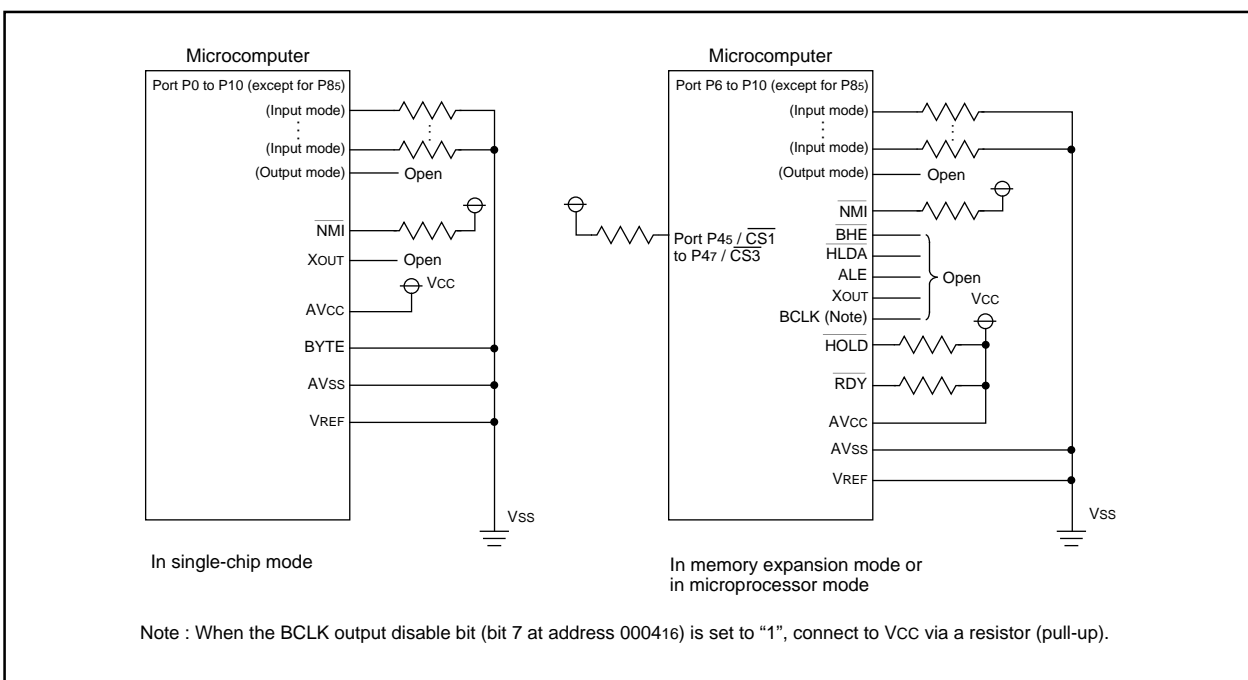 Microcomputer
Port P0 to P10 (except for P85)
(Input mode)
(Input mode)
(Output mode)
Open
NMI
XOUT
Open
VCC
AVCC
BYTE
AVSS
VREF
VSS
In single-chip mode
Microcomputer
Port P6 to P10 (except for P85)
(Input mode)
(Input mode)
(Output mode)
Open
NMI
Port P45 / CS1
to P47 / CS3
BHE
HLDA
ALE
Open
XOUT
VCC
BCLK (Note)
HOLD
RDY
AVCC
AVSS
VREF
VSS
In memory expansion mode or
in microprocessor mode
Note : When the BCLK output disable bit (bit 7 at address 000416) is set to “1”, connect to VCC via a resistor (pull-up).